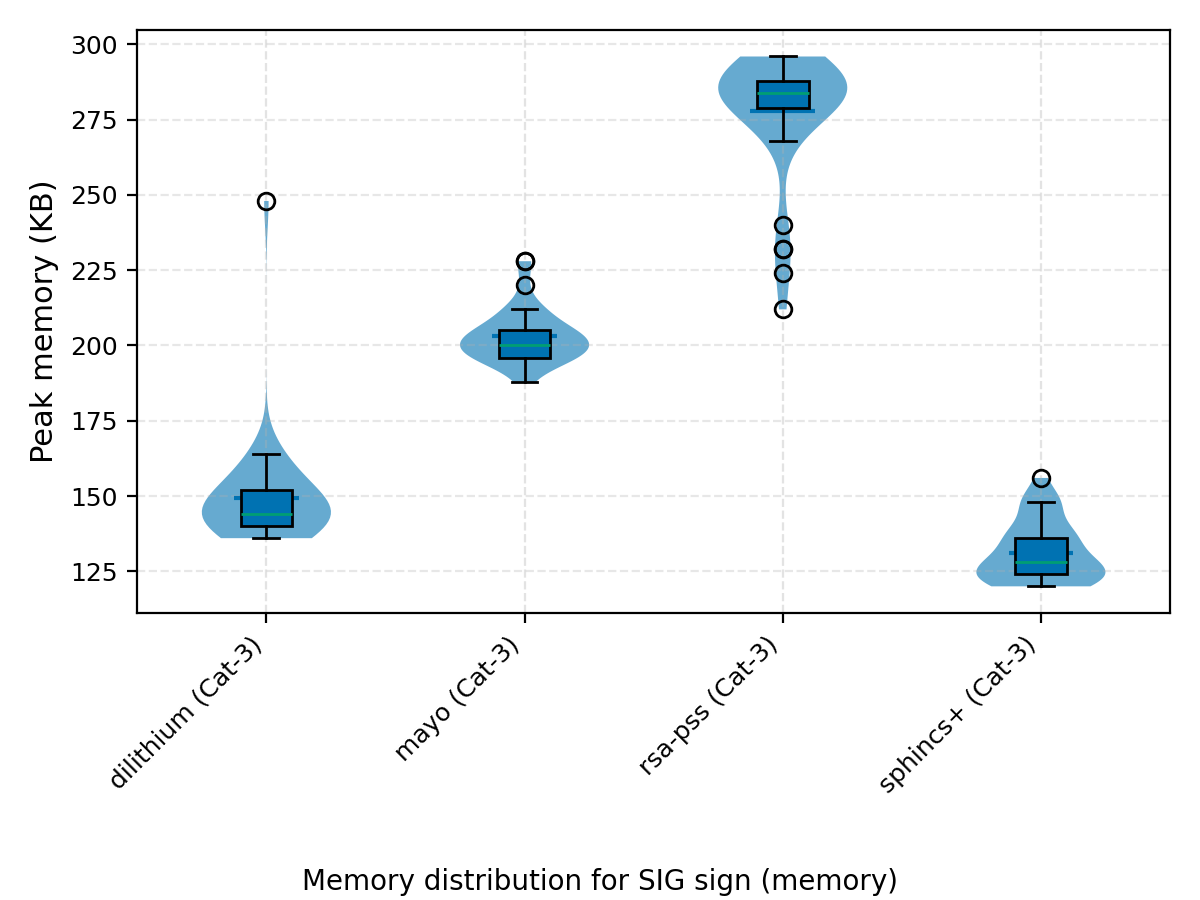 300
275
250
225
200
175
150
125
Peak memory (KB)
dilithium (Cat-3)
mayo (Cat-3)
rsa-pss (Cat-3)
sphincs+ (Cat-3)
Memory distribution for SIG sign (memory)